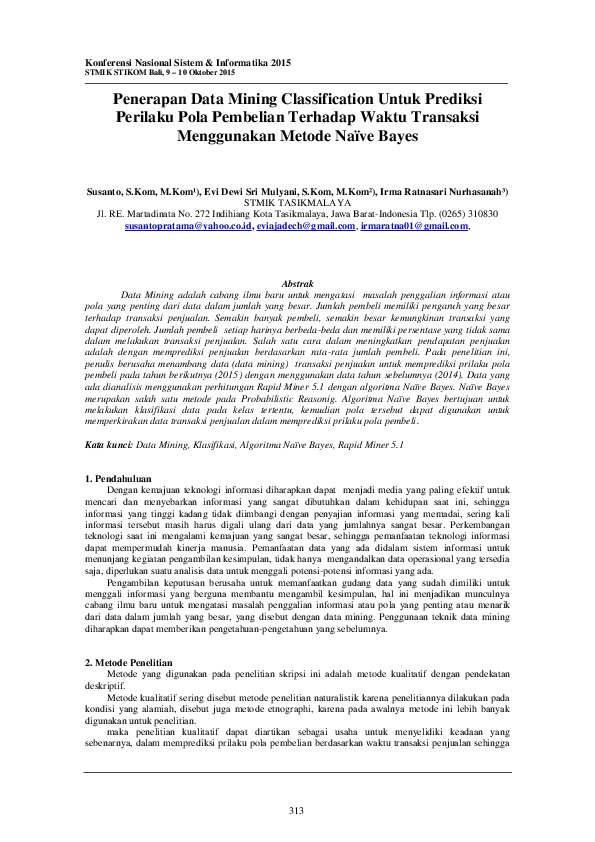 Konferensi Nasional Sistem & Informatika 2015
STMIK STIKOM Bali, 9 – 10 Oktober 2015
Penerapan Data Mining Classification Untuk Prediksi
Perilaku Pola Pembelian Terhadap Waktu Transaksi
Menggunakan Metode Naïve Bayes
Susanto, S.Kom, M.Kom¹), Evi Dewi Sri Mulyani, S.Kom, M.Kom²), Irma Ratnasari Nurhasanah³)
STMIK TASIKMALAYA
Jl. RE. Martadinata No. 272 Indihiang Kota Tasikmalaya, Jawa Barat-Indonesia Tlp. (0265) 310830
susantopratama@yahoo.co.id, eviajadech@gmail.com, irmaratna01@gmail.com,
Abstrak
Data Mining adalah cabang ilmu baru untuk mengatasi masalah penggalian informasi atau
pola yang penting dari data dalam jumlah yang besar. Jumlah pembeli memiliki pengaruh yang besar
terhadap transaksi penjualan. Semakin banyak pembeli, semakin besar kemungkinan transaksi yang
dapat diperoleh. Jumlah pembeli setiap harinya berbeda-beda dan memiliki persentase yang tidak sama
dalam melakukan transaksi penjualan. Salah satu cara dalam meningkatkan pendapatan penjualan
adalah dengan memprediksi penjualan berdasarkan rata-rata jumlah pembeli. Pada penelitian ini,
penulis berusaha menambang data (data mining) transaksi penjualan untuk memprediksi prilaku pola
pembeli pada tahun berikutnya (2015) dengan menggunakan data tahun sebelumnya (2014). Data yang
ada dianalisis menggunakan perhitungan Rapid Miner 5.1 dengan algoritma Naïve Bayes. Naïve Bayes
merupakan salah satu metode pada Probabilistic Reasonig. Algoritma Naïve Bayes bertujuan untuk
melakukan klasifikasi data pada kelas tertentu, kemudian pola tersebut dapat digunakan untuk
memperkirakan data transaksi penjualan dalam memprediksi prilaku pola pembeli.
Kata kunci: Data Mining, Klasifikasi, Algoritma Naïve Bayes, Rapid Miner 5.1
1. Pendahuluan
Dengan kemajuan teknologi informasi diharapkan dapat menjadi media yang paling efektif untuk
mencari dan menyebarkan informasi yang sangat dibutuhkan dalam kehidupan saat ini, sehingga
informasi yang tinggi kadang tidak diimbangi dengan penyajian informasi yang memadai, sering kali
informasi tersebut masih harus digali ulang dari data yang jumlahnya sangat besar. Perkembangan
teknologi saat ini mengalami kemajuan yang sangat besar, sehingga pemanfaatan teknologi informasi
dapat mempermudah kinerja manusia. Pemanfaatan data yang ada didalam sistem informasi untuk
menunjang kegiatan pengambilan kesimpulan, tidak hanya mengandalkan data operasional yang tersedia
saja, diperlukan suatu analisis data untuk menggali potensi-potensi informasi yang ada.
Pengambilan keputusan berusaha untuk memanfaatkan gudang data yang sudah dimiliki untuk
menggali informasi yang berguna membantu mengambil kesimpulan, hal ini menjadikan munculnya
cabang ilmu baru untuk mengatasi masalah penggalian informasi atau pola yang penting atau menarik
dari data dalam jumlah yang besar, yang disebut dengan data mining. Penggunaan teknik data mining
diharapkan dapat memberikan pengetahuan-pengetahuan yang sebelumnya.
2. Metode Penelitian
Metode yang digunakan pada penelitian skripsi ini adalah metode kualitatif dengan pendekatan
deskriptif.
Metode kualitatif sering disebut metode penelitian naturalistik karena penelitiannya dilakukan pada
kondisi yang alamiah, disebut juga metode etnographi, karena pada awalnya metode ini lebih banyak
digunakan untuk penelitian.
maka penelitian kualitatif dapat diartikan sebagai usaha untuk menyelidiki keadaan yang
sebenarnya, dalam memprediksi prilaku pola pembelian berdasarkan waktu transaksi penjualan sehingga
313